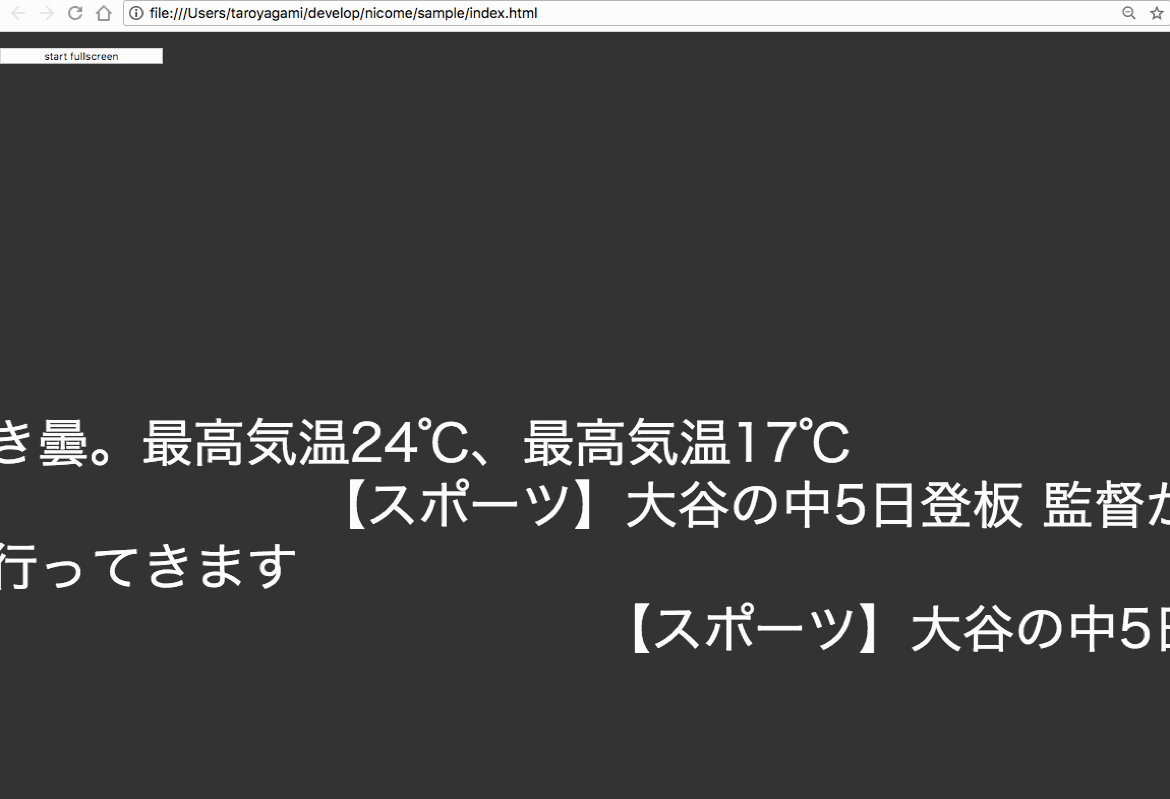 file:///Users/taroyagami/develop/nicome/sample/index.html
start fullscreen
き曇。最高気温24℃、最高気温17℃
【スポーツ】大谷の中5日登板 監督が
行ってきます
【スポーツ】大谷の中5日